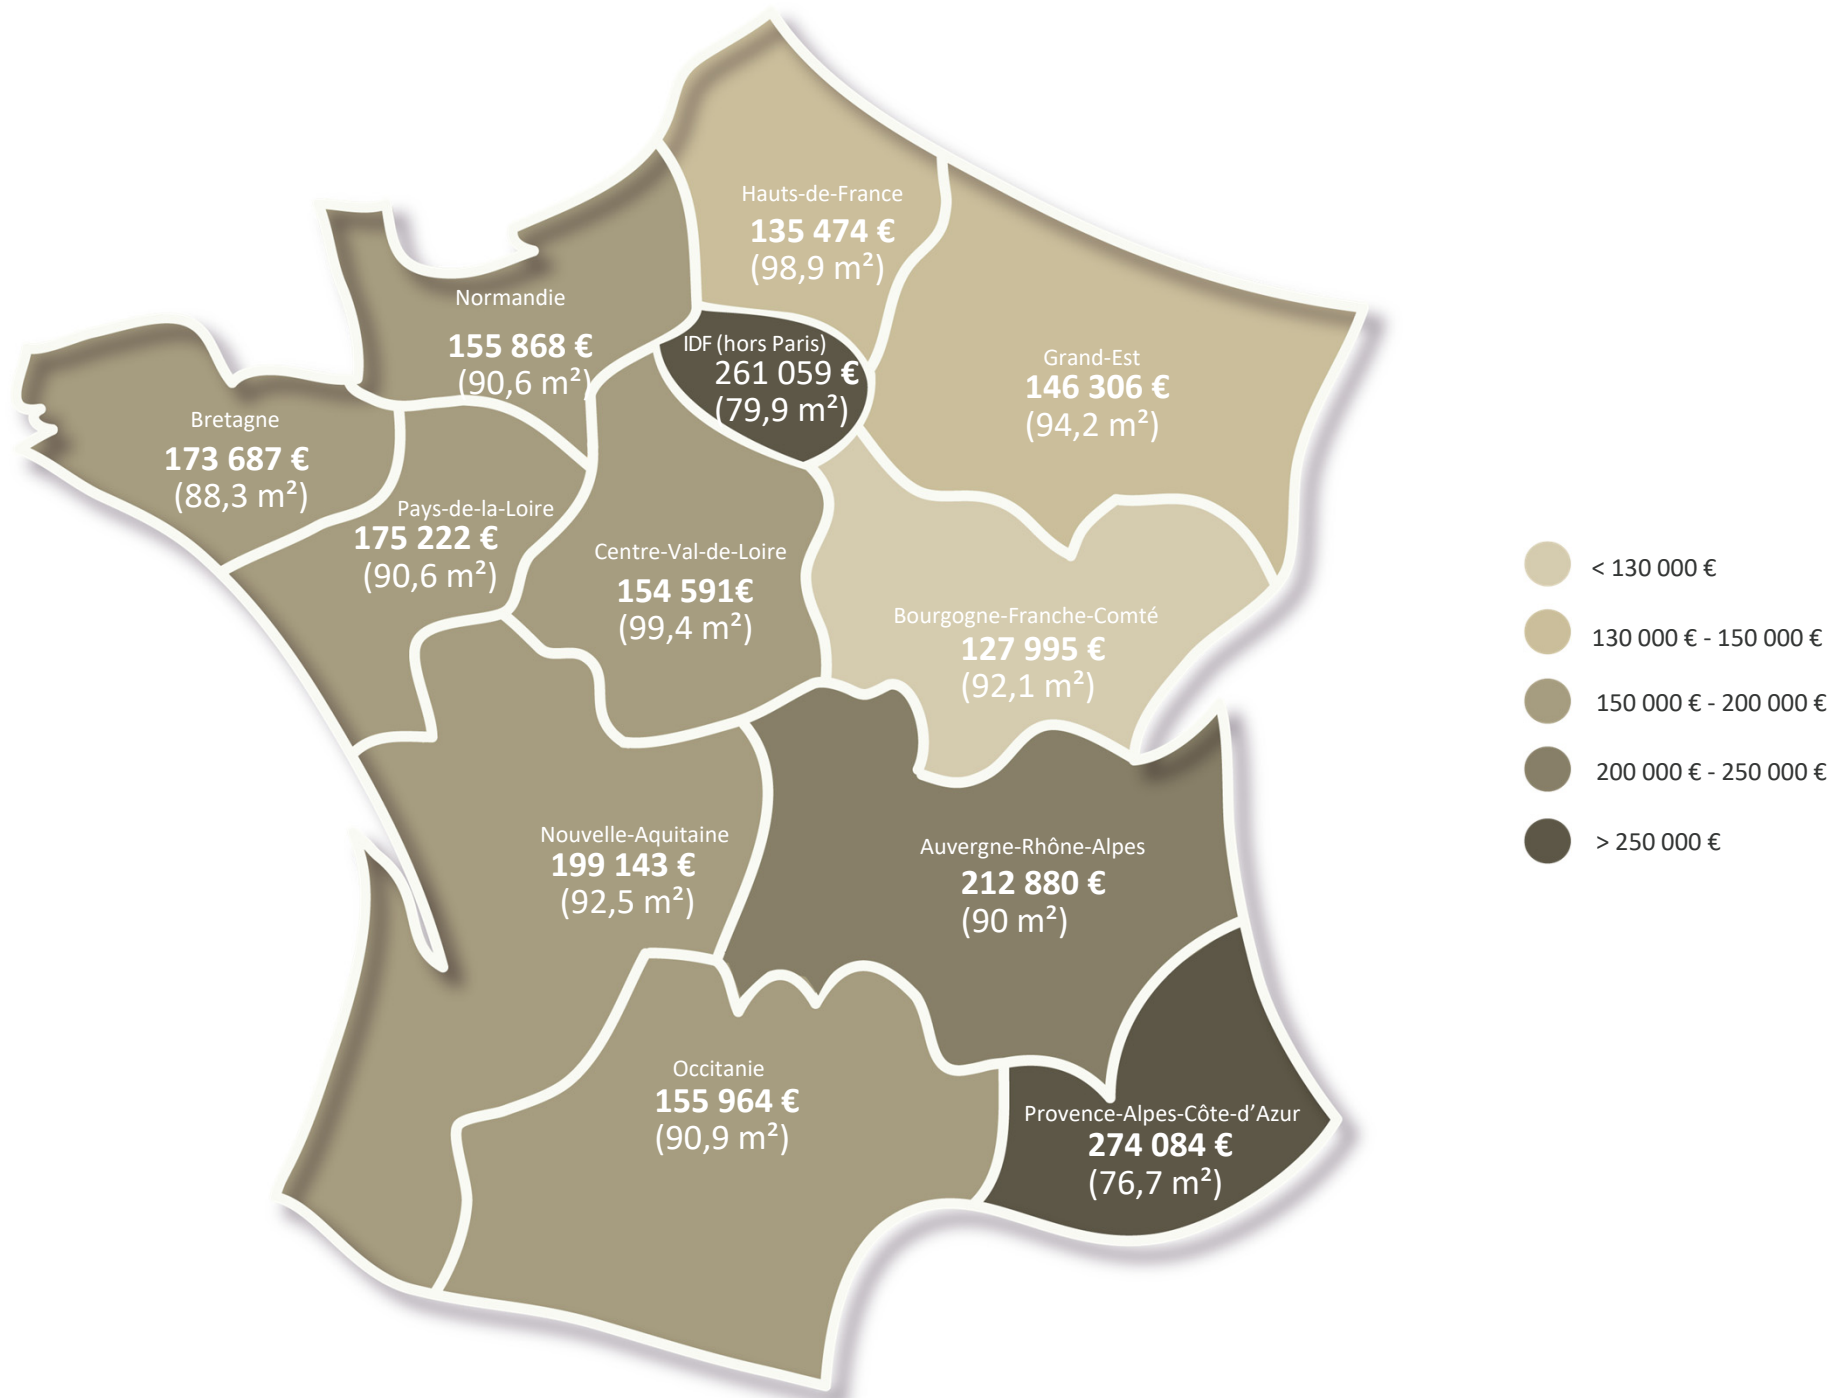 Hauts-de-France
135 474 €
(98,9 m²)
Normandie
155 868 €
(90,6 m²)
IDF (hors Paris)
261 059 €
(79,9 m²)
Grand-Est
146 306 €
(94,2 m²)
Bretagne
173 687 €
(88,3 m²)
Pays-de-la-Loire
175 222 €
(90,6 m²)
Centre-Val-de-Loire
154 591€
(99,4 m²)
Bourgogne-Franche-Comté
127 995 €
(92,1 m²)
Nouvelle-Aquitaine
199 143 €
(92,5 m²)
Auvergne-Rhône-Alpes
212 880 €
(90 m²)
Occitanie
155 964 €
(90,9 m²)
Provence-Alpes-Côte-d’Azur
274 084 €
(76,7 m²)
< 130 000 €
130 000 € - 150 000 €
150 000 € - 200 000 €
200 000 € - 250 000 €
> 250 000 €